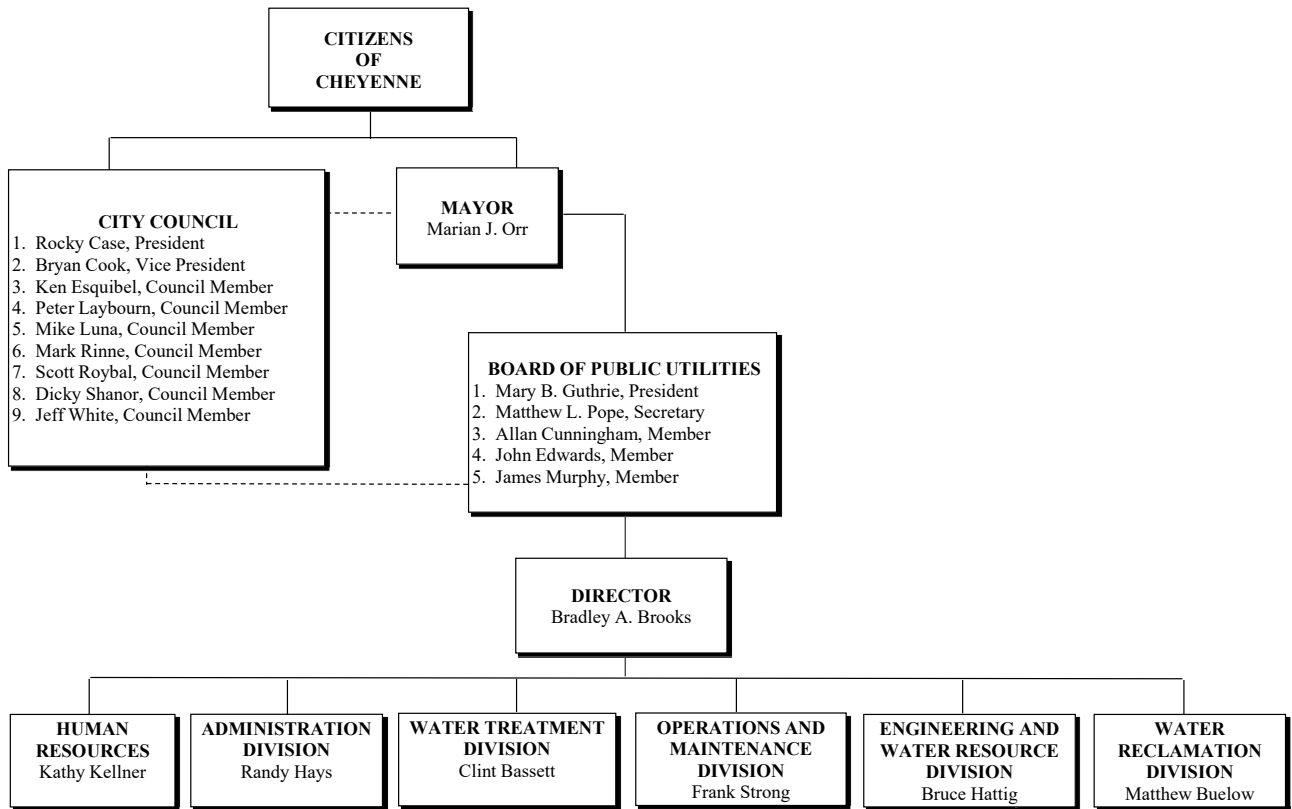 CITIZENS
OF
CHEYENNE
CITY COUNCIL
1. Rocky Case, President
2. Bryan Cook, Vice President
3. Ken Esquibel, Council Member
4. Peter Laybourn, Council Member
5. Mike Luna, Council Member
6. Mark Rinne, Council Member
7. Scott Roybal, Council Member
8. Dicky Shanor, Council Member
9. Jeff White, Council Member
MAYOR
Marian J. Orr
BOARD OF PUBLIC UTILITIES
1. Mary B. Guthrie, President
2. Matthew L. Pope, Secretary
3. Allan Cunningham, Member
4. John Edwards, Member
5. James Murphy, Member
DIRECTOR
Bradley A. Brooks
HUMAN
RESOURCES
Kathy Kellner
ADMINISTRATION
DIVISION
Randy Hays
WATER TREATMENT
DIVISION
Clint Bassett
OPERATIONS AND
MAINTENANCE
DIVISION
Frank Strong
ENGINEERING AND
WATER RESOURCE
DIVISION
Bruce Hattig
WATER
RECLAMATION
DIVISION
Matthew Buelow